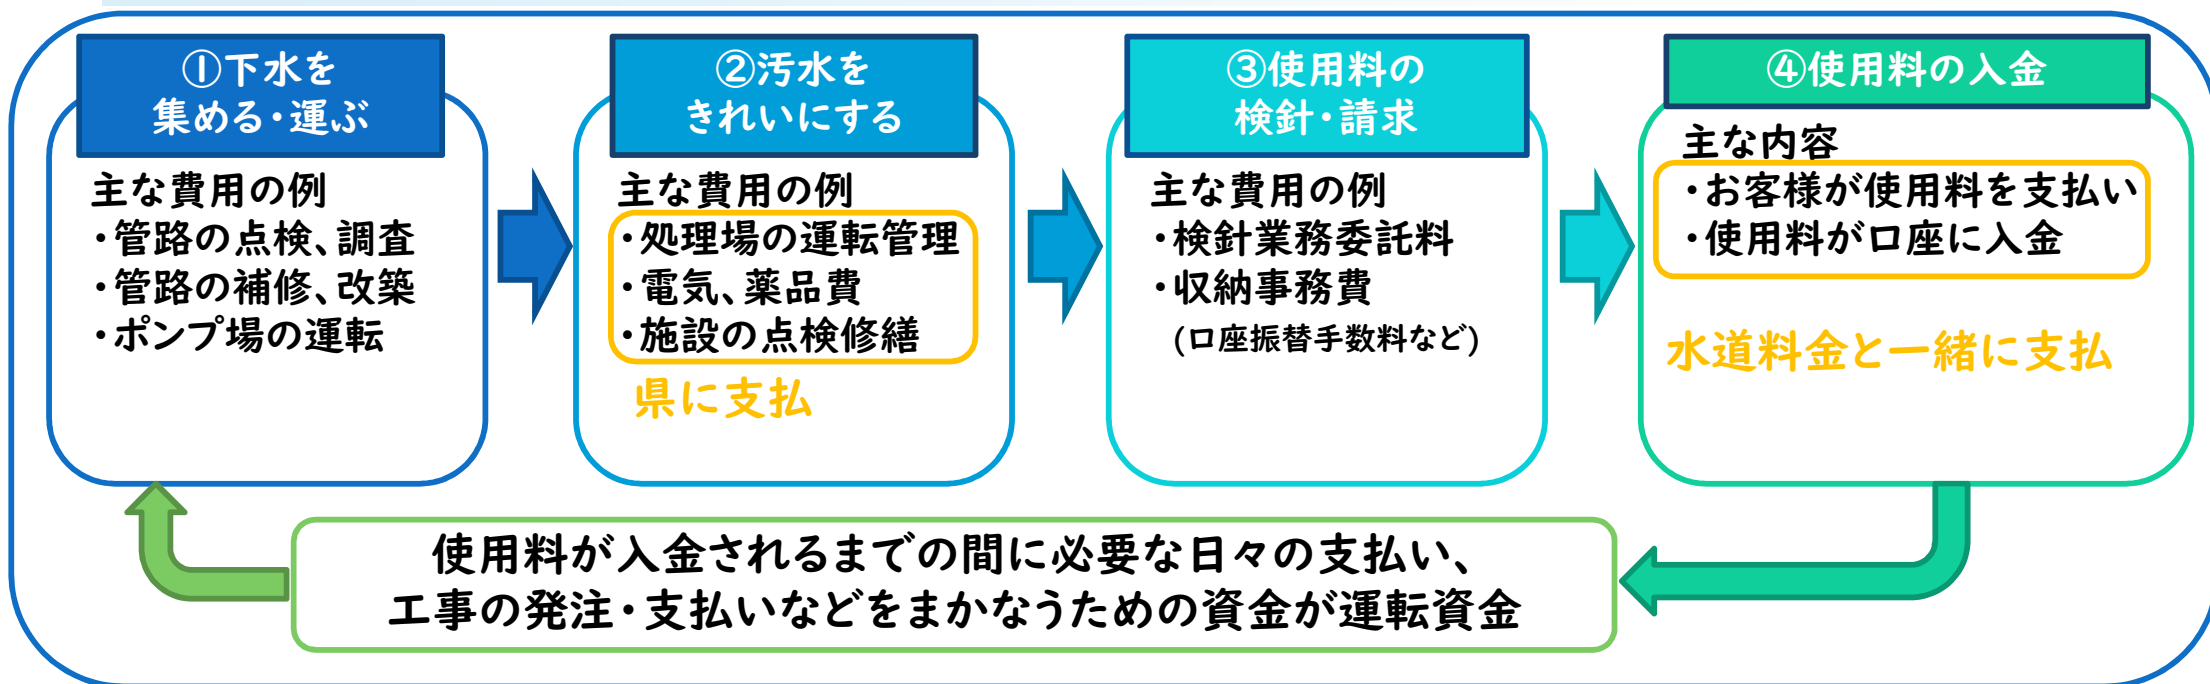 ①下水を
集める・運ぶ
主な費用の例
・管路の点検、調査
・管路の補修、改築
・ポンプ場の運転
②汚水を
きれいにする
主な費用の例
・処理場の運転管理
・電気、薬品費
・施設の点検修繕
県に支払
③使用料の
検針・請求
主な費用の例
・検針業務委託料
・収納事務費
(口座振替手数料など)
④使用料の入金
主な内容
・お客様が使用料を支払い
・使用料が口座に入金
水道料金と一緒に支払
使用料が入金されるまでの間に必要な日々の支払い、
工事の発注・支払いなどをまかなうための資金が運転資金